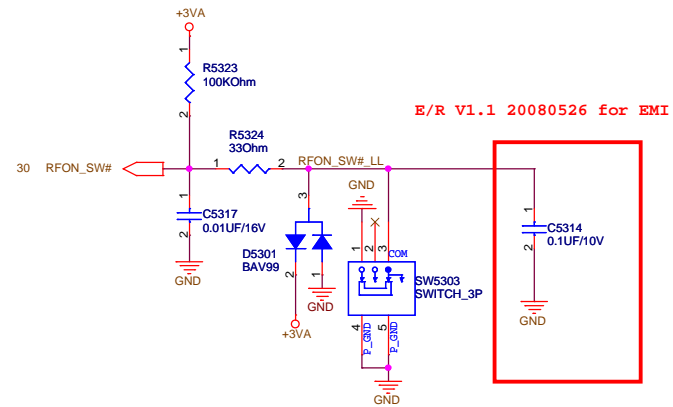 +3VA
1
R5323
100KOhm
2
E/R V1.1 20080526 for EMI
R5324
33Ohm
30 RFON_SW#
1
2
RFON_SW#_LL
GND
1
C5317
0.01UF/16V
2
GND
3
D5301
BAV99
2
1
GND
+3VA
1
2
3
COM
SW5303
SWITCH_3P
4
P_GND
5
P_GND
GND
1
C5314
0.1UF/10V
2
GND